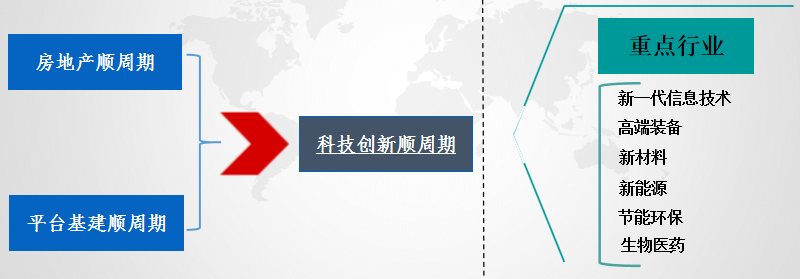 房地产顺周期
平台基建顺周期
科技创新顺周期
重点行业
新一代信息技术
高端装备
新材料
新能源
节能环保
生物医药